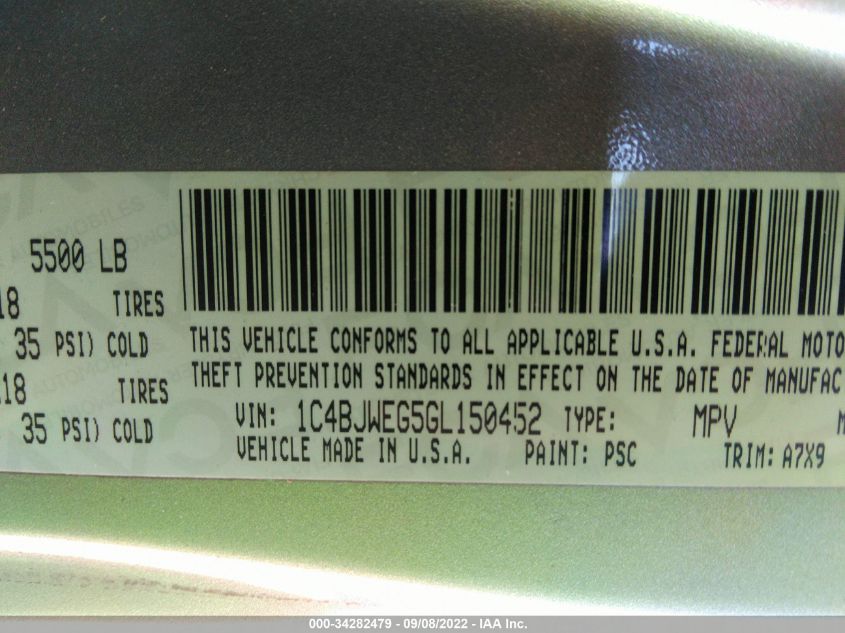 5500 LB
18 TIRES
35 PSI) COLD
18 TIRES
35 PSI) COLD
THIS VEHICLE CONFORMS TO ALL APPLICABLE U.S.A. FEDERAL MOTO
THEFT PREVENTION STANDARDS IN EFFECT ON THE DATE OF MANUFAC
VIN: 1C4BJWEG5GL150452 TYPE: MPV
VEHICLE MADE IN U.S.A. PAINT: PSC TRIM: A7X9
AUTOMOBILES
000-34282479 - 09/08/2022 - IAA Inc.